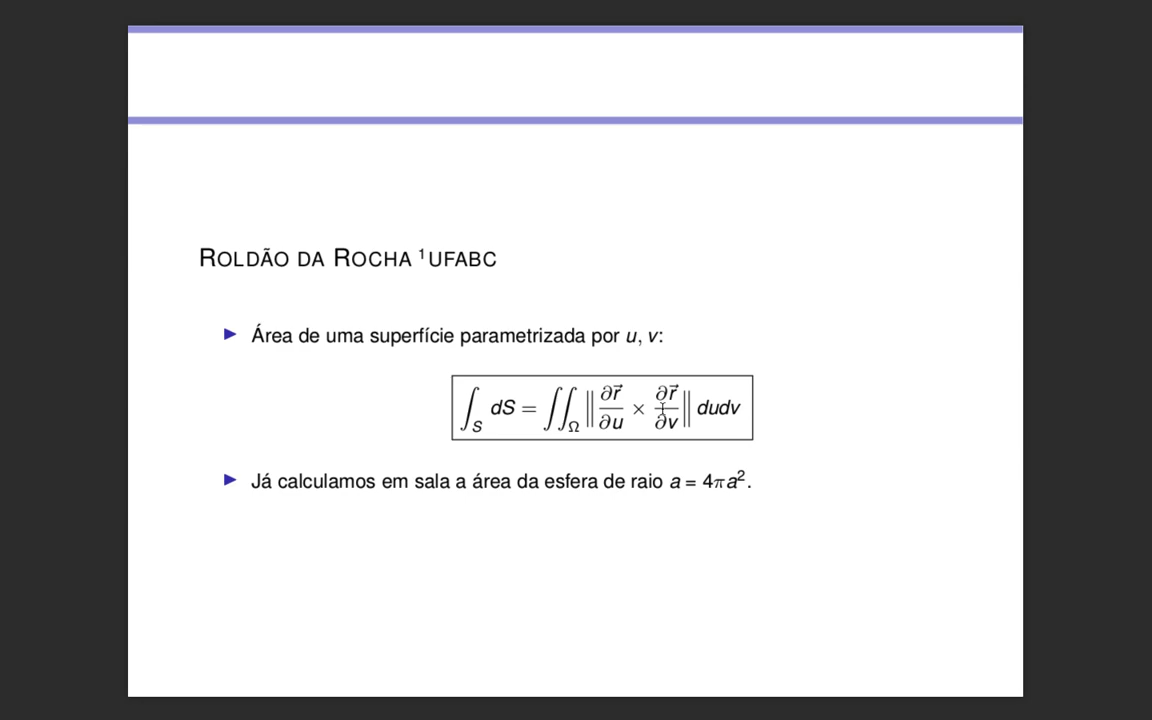 ROLDÃO DA ROCHA ¹UFABC
▶ Área de uma superfície parametrizada por u, v:
∫_S dS = ∬_Ω ‖ ∂r⃗/∂u × ∂r⃗/∂v ‖ dudv
▶ Já calculamos em sala a área da esfera de raio a = 4πa².